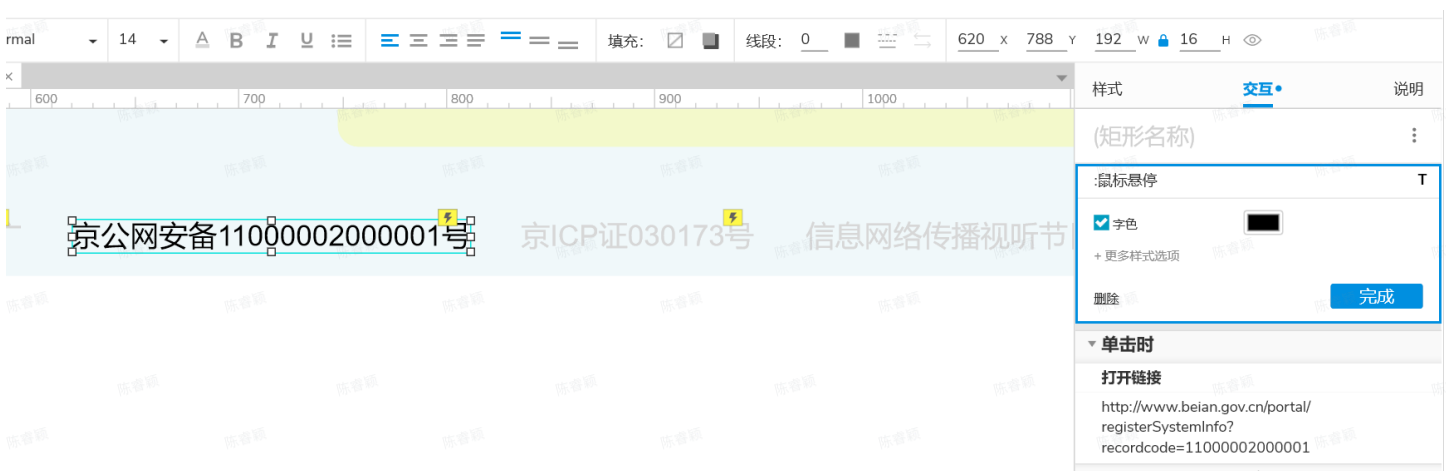 rmal 14 填充: 线段: 0 620 X 788 Y 192 W 16 H
600 700 800 900 1000
样式 交互 说明
(矩形名称)
:鼠标悬停 T
字色
+ 更多样式选项
删除 完成
京公网安备11000002000001号 京ICP证030173号 信息网络传播视听节
单击时
打开链接
http://www.beian.gov.cn/portal/
registerSystemInfo?
recordcode=11000002000001
陈睿颖